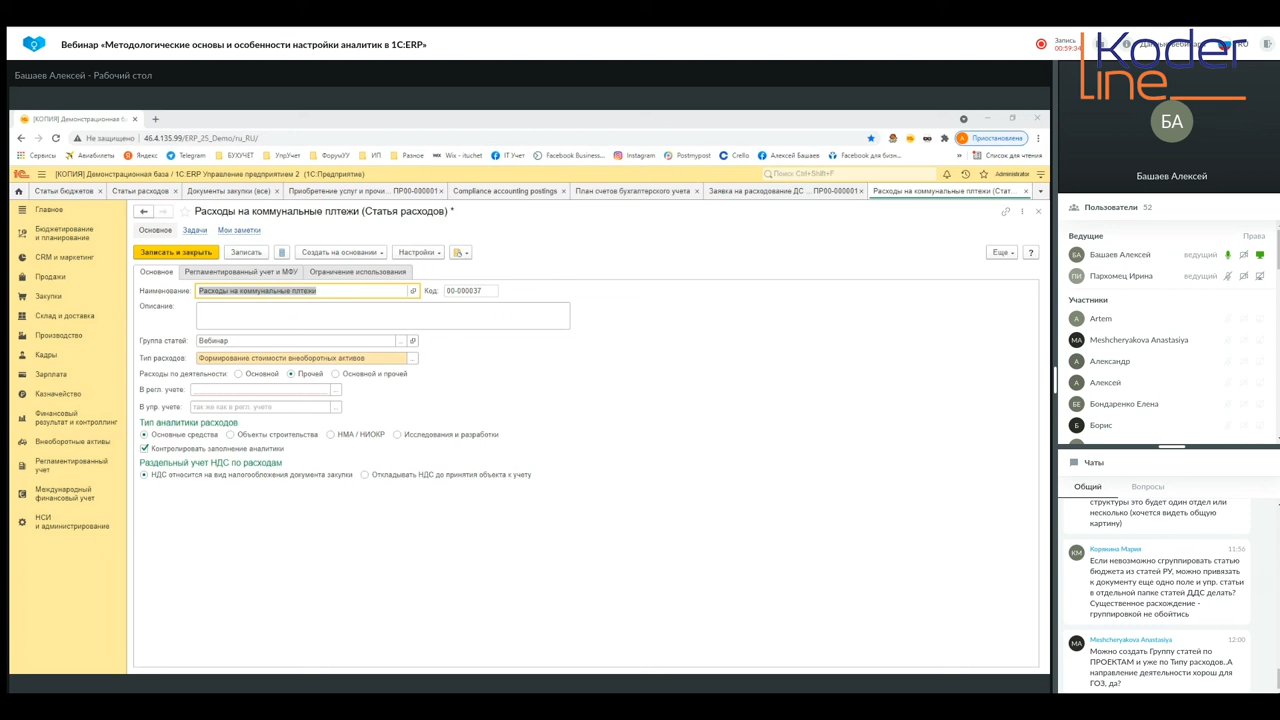 Вебинар «Методологические основы и особенности настройки аналитик в 1С:ERP»
Запись
Данные вебинара
RU
Koder
line
Башаев Алексей - Рабочий стол
БА
Башаев Алексей
[КОПИЯ] Демонстрационная ба
Не защищено
46.4.135.99/ERP_25_Demo/ru_RU/
Приостановлена
Сервисы
Авиабилеты
Яндекс
Telegram
БУХУЧЕТ
УпрУчет
ФорумУУ
ИП
Разное
Wix - ituchet
IT Учет
Facebook Business...
Instagram
Postmypost
Crello
Алексей Башаев
Facebook для бизн...
»
Список для чтения
[КОПИЯ] Демонстрационная база / 1С:ERP Управление предприятием 2 (1С:Предприятие)
Поиск Ctrl+Shift+F
Administrator
Статьи бюджетов
Статьи расходов
Документы закупки (все)
Приобретение услуг и прочи... ПР00-000001
Compliance accounting postings
План счетов бухгалтерского учета
Заявка на расходование ДС ... ПР00-000001
Расходы на коммунальные плтежи (Стат...
Главное
Бюджетирование
и планирование
CRM и маркетинг
Продажи
Закупки
Склад и доставка
Производство
Кадры
Зарплата
Казначейство
Финансовый
результат и контроллинг
Внеоборотные активы
Регламентированный
учет
Международный
финансовый учет
НСИ
и администрирование
Расходы на коммунальные плтежи (Статья расходов) *
Основное
Задачи
Мои заметки
Записать и закрыть
Записать
Создать на основании
Настройки
Еще
?
Основное
Регламентированный учет и МФУ
Ограничение использования
Наименование:
Расходы на коммунальные плтежи
Код:
00-000037
Описание:
Группа статей:
Вебинар
Тип расходов:
Формирование стоимости внеоборотных активов
Расходы по деятельности:
Основной
Прочей
Основной и прочей
В регл. учете:
В упр. учете:
так же как в регл. учете
Тип аналитики расходов
Основные средства
Объекты строительства
НМА / НИОКР
Исследования и разработки
Контролировать заполнение аналитики
Раздельный учет НДС по расходам
НДС относится на вид налогообложения документа закупки
Откладывать НДС до принятия объекта к учету
Пользователи 52
Ведущие
Права
БА
Башаев Алексей
ведущий
ПИ
Пархомец Ирина
ведущий
Участники
A
Artem
MA
Meshcheryakova Anastasiya
А
Александр
А
Алексей
БЕ
Бондаренко Елена
Б
Борис
Чаты
Общий
Вопросы
структуры это будет один отдел или
несколько (хочется видеть общую
картину)
КМ
Корякина Мария
11:56
Если невозможно сгруппировать статью
бюджета из статей РУ, можно привязать
к документу еще одно поле и упр. статьи
в отдельной папке статей ДДС делать?
Существенное расхождение -
группировкой не обойтись
MA
Meshcheryakova Anastasiya
12:00
Можно создать Группу статей по
ПРОЕКТАМ и уже по Типу расходов..А
направление деятельности хорош для
ГОЗ, да?